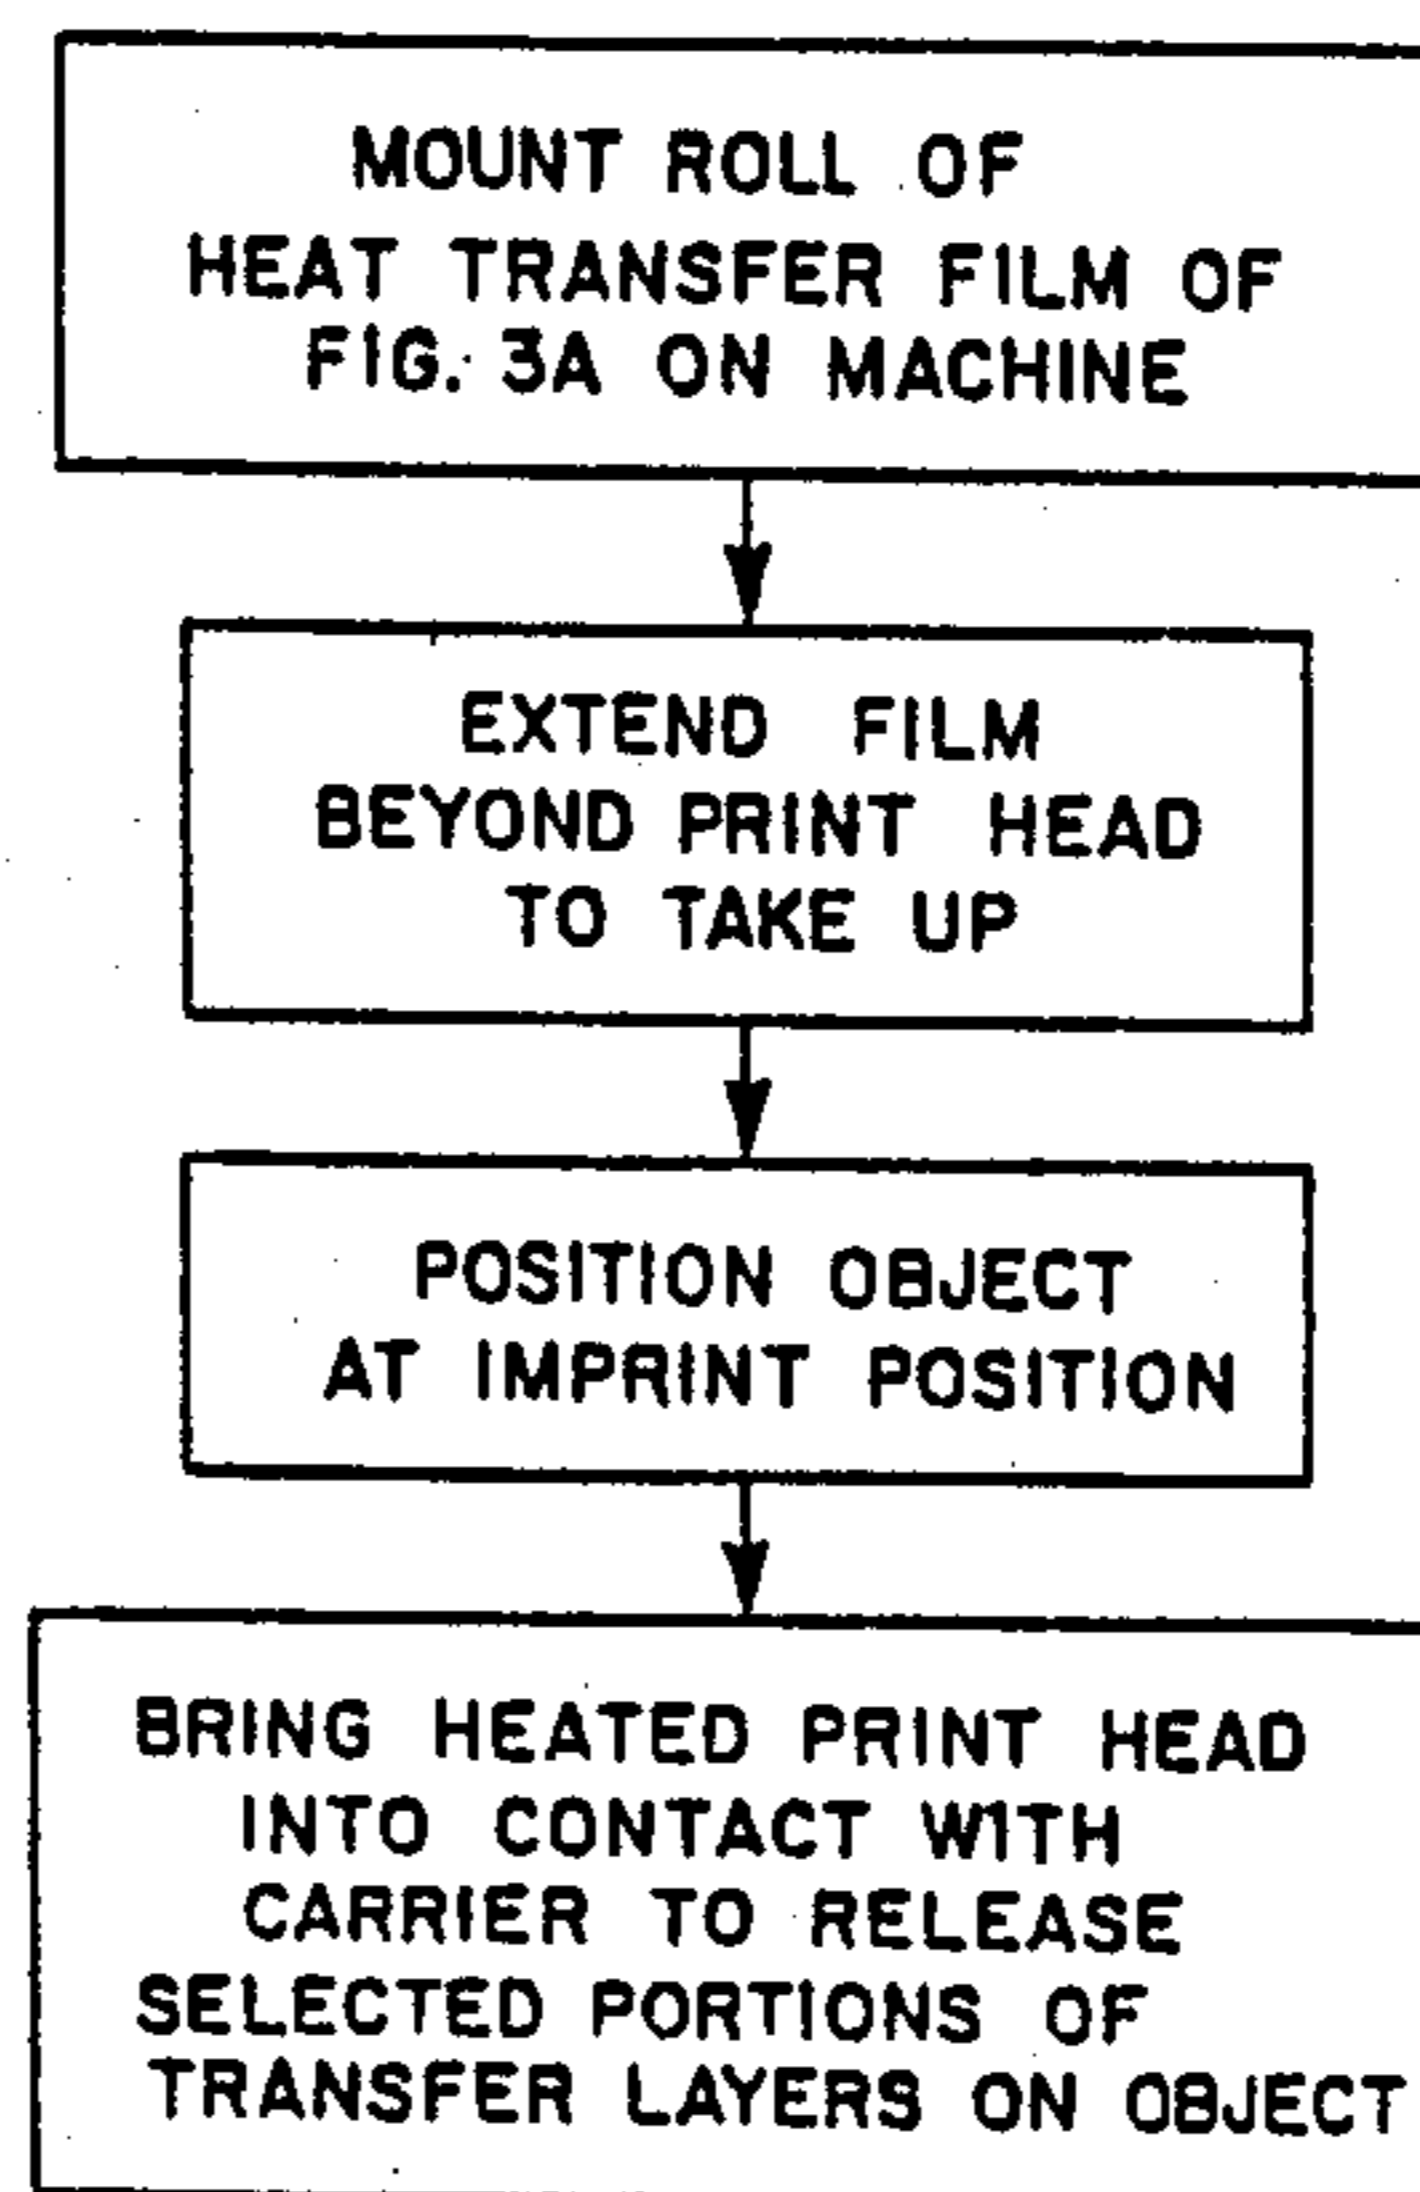 MOUNT ROLL OF
HEAT TRANSFER FILM OF
FIG. 3A ON MACHINE
EXTEND FILM
BEYOND PRINT HEAD
TO TAKE UP
POSITION OBJECT
AT IMPRINT POSITION
BRING HEATED PRINT HEAD
INTO CONTACT WITH
CARRIER TO RELEASE
SELECTED PORTIONS OF
TRANSFER LAYERS ON OBJECT